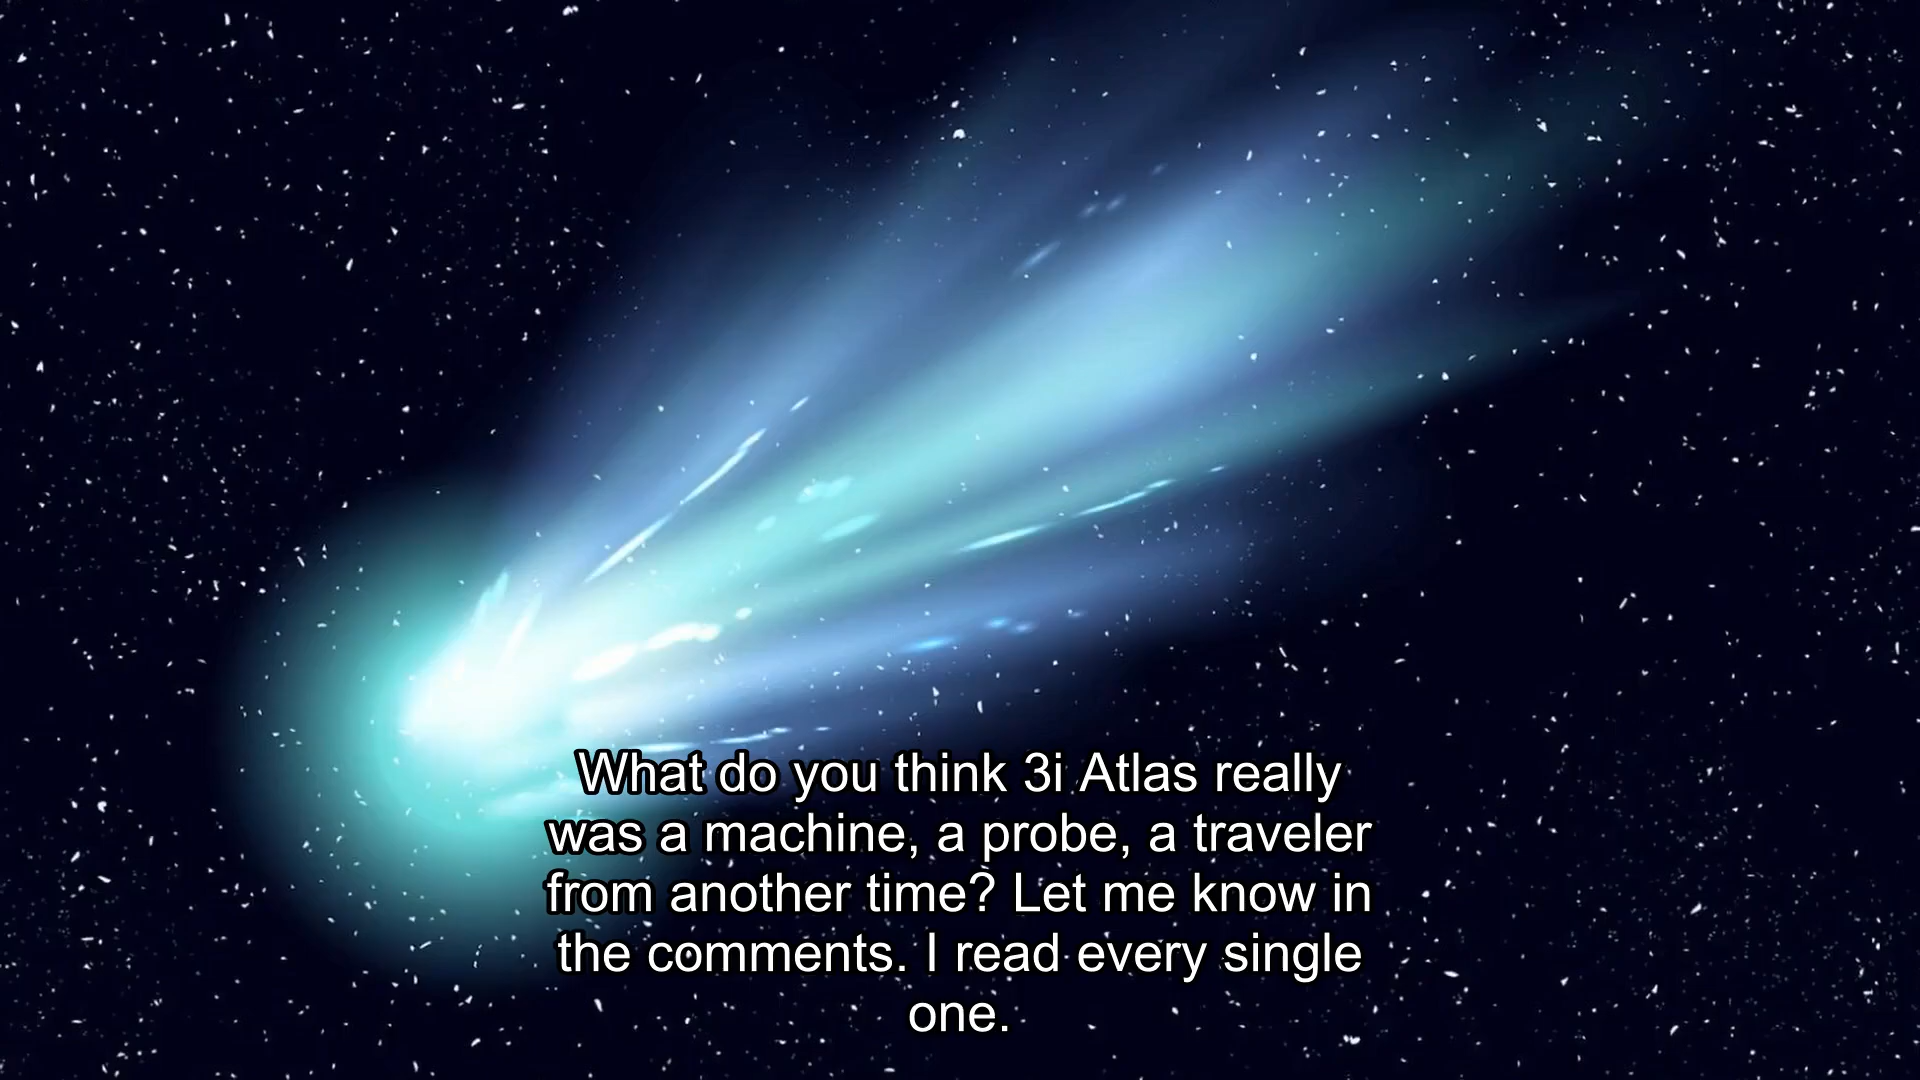 What do you think 3i Atlas really
was a machine, a probe, a traveler
from another time? Let me know in
the comments. I read every single
one.